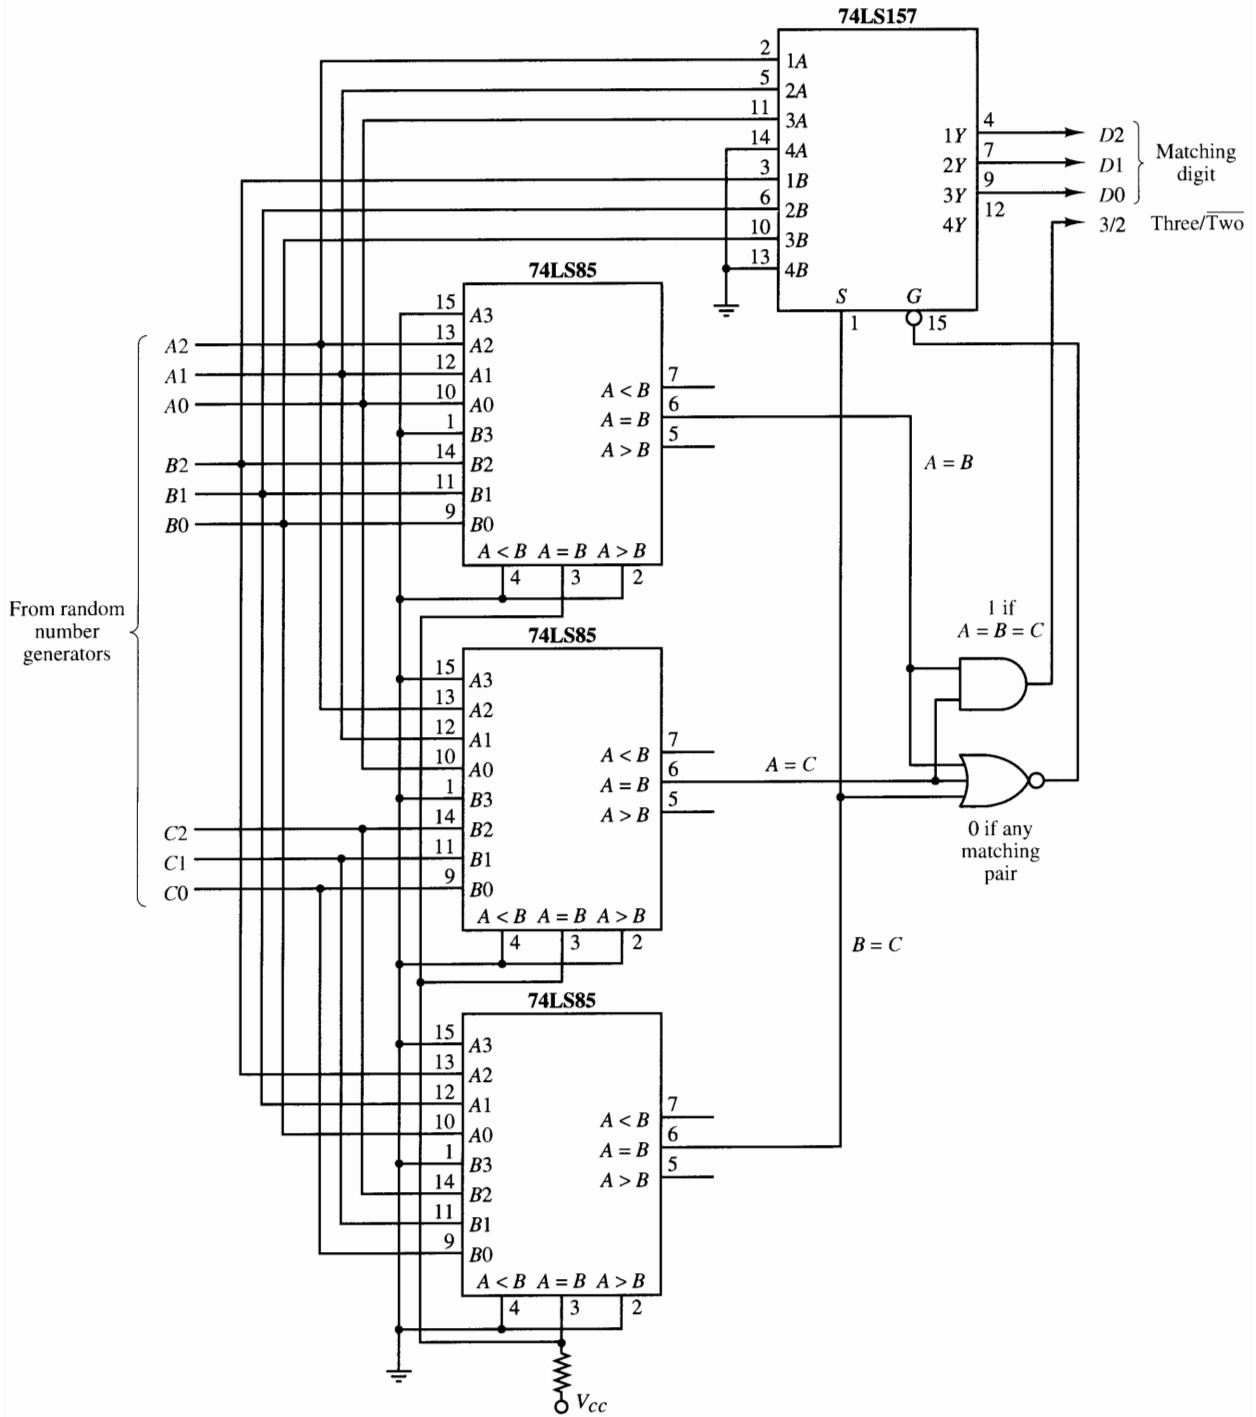 74LS157
2 1A
5 2A
11 3A
14 4A
3 1B
6 2B
10 3B
13 4B
1Y 4 D2
2Y 7 D1
3Y 9 D0
4Y 12
Matching
digit
3/2 Three/Two
S G
1 15
74LS85
15 A3
A2 13 A2
A1 12 A1
A0 10 A0
1 B3
B2 14 B2
B1 11 B1
B0 9 B0
A < B 7
A = B 6
A > B 5
A < B A = B A > B
4 3 2
A = B
From random
number
generators
1 if
A = B = C
74LS85
15 A3
13 A2
12 A1
10 A0
1 B3
C2 14 B2
C1 11 B1
C0 9 B0
A < B 7
A = B 6
A > B 5
A < B A = B A > B
4 3 2
A = C
0 if any
matching
pair
B = C
74LS85
15 A3
13 A2
12 A1
10 A0
1 B3
14 B2
11 B1
9 B0
A < B 7
A = B 6
A > B 5
A < B A = B A > B
4 3 2
VCC